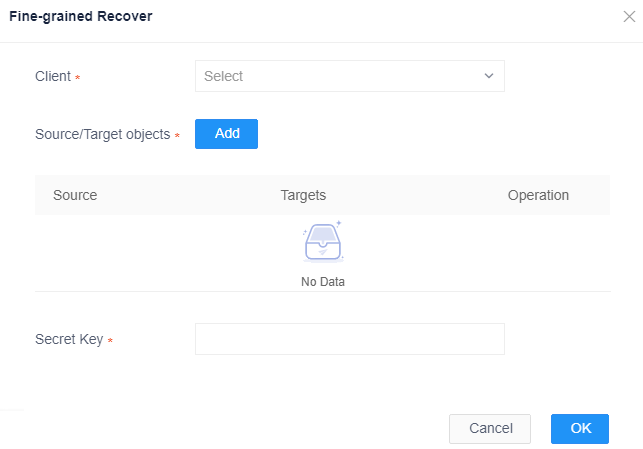 Fine-grained Recover
Client *
Select
Source/Target objects *
Add
Source Targets Operation
No Data
Secret Key *
Cancel OK